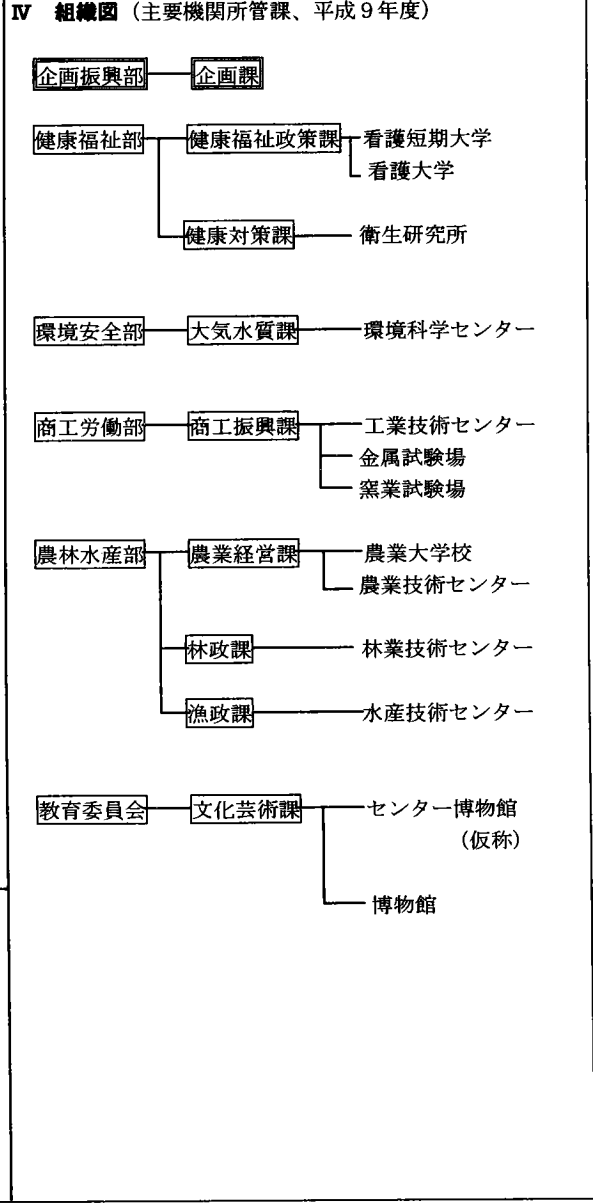 Ⅳ 組織図（主要機関所管課、平成９年度）
企画振興部 企画課
健康福祉部 健康福祉政策課 看護短期大学
看護大学
健康対策課 衛生研究所
環境安全部 大気水質課 環境科学センター
商工労働部 商工振興課 工業技術センター
金属試験場
窯業試験場
農林水産部 農業経営課 農業大学校
農業技術センター
林政課 林業技術センター
漁政課 水産技術センター
教育委員会 文化芸術課 センター博物館
（仮称）
博物館